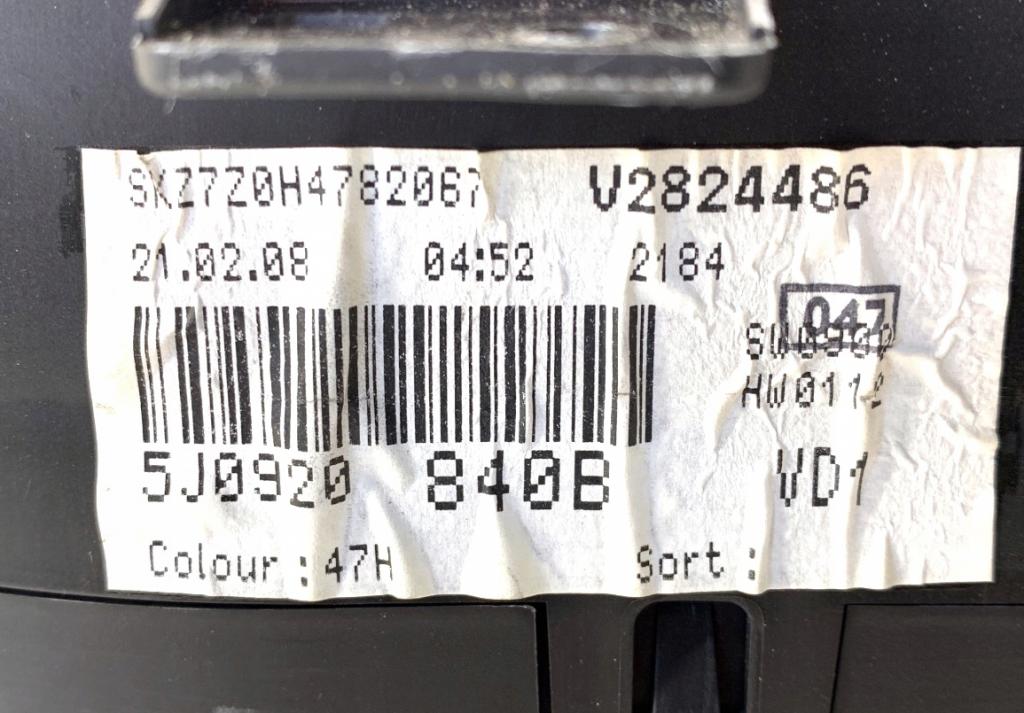 SKZ7Z0H4782067 V2824486
21.02.08 04:52 2184
047
HW0112
5J0920 840B VD1
Colour : 47H Sort :